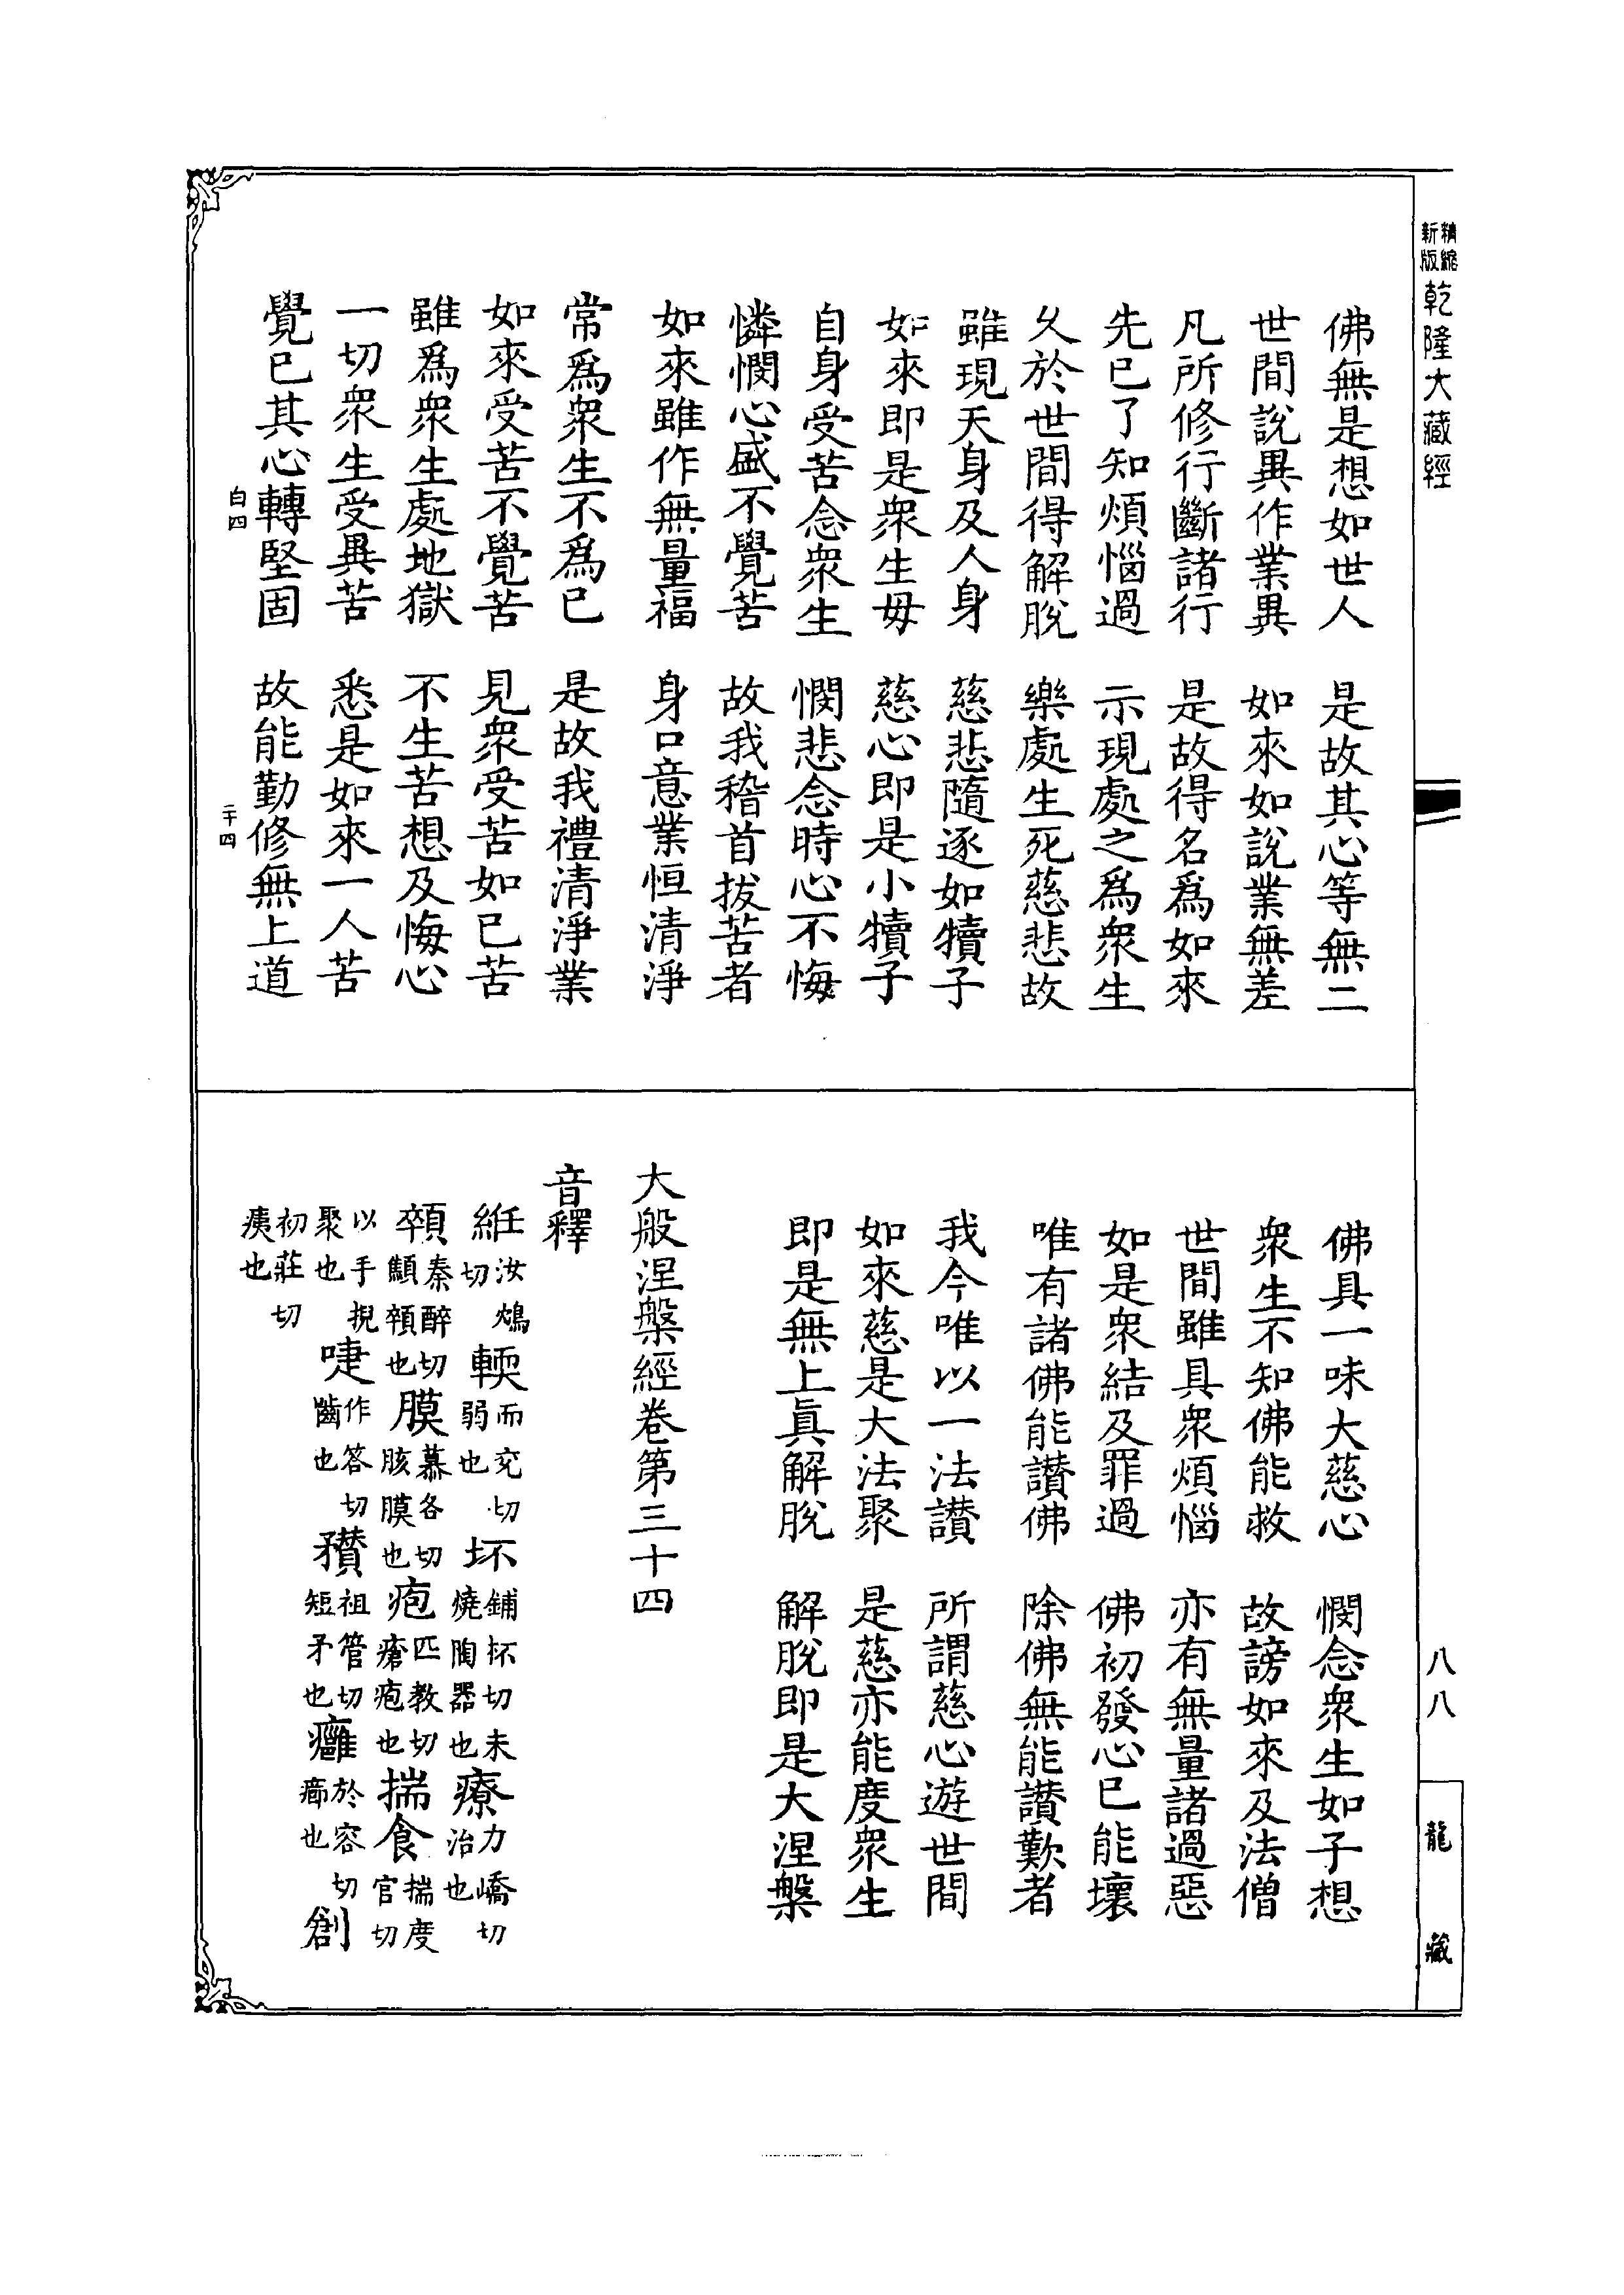 精縮
新版
乾隆大藏經
佛無是想如世人　是故其心等無二
世間說異作業異　如來如說業無差
凡所修行斷諸行　是故得名爲如來
先已了知煩惱過　示現處之爲衆生
久於世間得解脫　樂處生死慈悲故
雖現天身及人身　慈悲隨逐如犢子
如來即是衆生母　慈心即是小犢子
自身受苦念衆生　憫悲念時心不悔
憐憫心盛不覺苦　故我稽首拔苦者
如來雖作無量福　身口意業恒清淨
常爲衆生不爲已　是故我禮清淨業
如來受苦不覺苦　見衆受苦如已苦
雖爲衆生處地獄　不生苦想及悔心
一切衆生受異苦　悉是如來一人苦
覺已其心轉堅固　故能勤修無上道
白四　二十四
佛具一味大慈心　憫念衆生如子想
衆生不知佛能救　故謗如來及法僧
世間雖具衆煩惱　亦有無量諸過惡
如是衆結及罪過　佛初發心已能壞
唯有諸佛能讃佛　除佛無能讃歎者
我今唯以一法讃　所謂慈心遊世間
如來慈是大法聚　是慈亦能度衆生
即是無上眞解脫　解脫即是大涅槃
大般涅槃經卷第三十四
音釋
絍汝鴆切　輭而兖切弱也　坏鋪杯切未燒陶器也　療力嶠切治也
顇秦醉切顦顇也　膜慕各切胲膜也　疱匹教切瘡疱也　揣食揣度官切
以手挽聚也　㖷作答切齧也　穳祖管切短矛也　癰於容切癤也　創
初莊切痍也
八八
龍藏